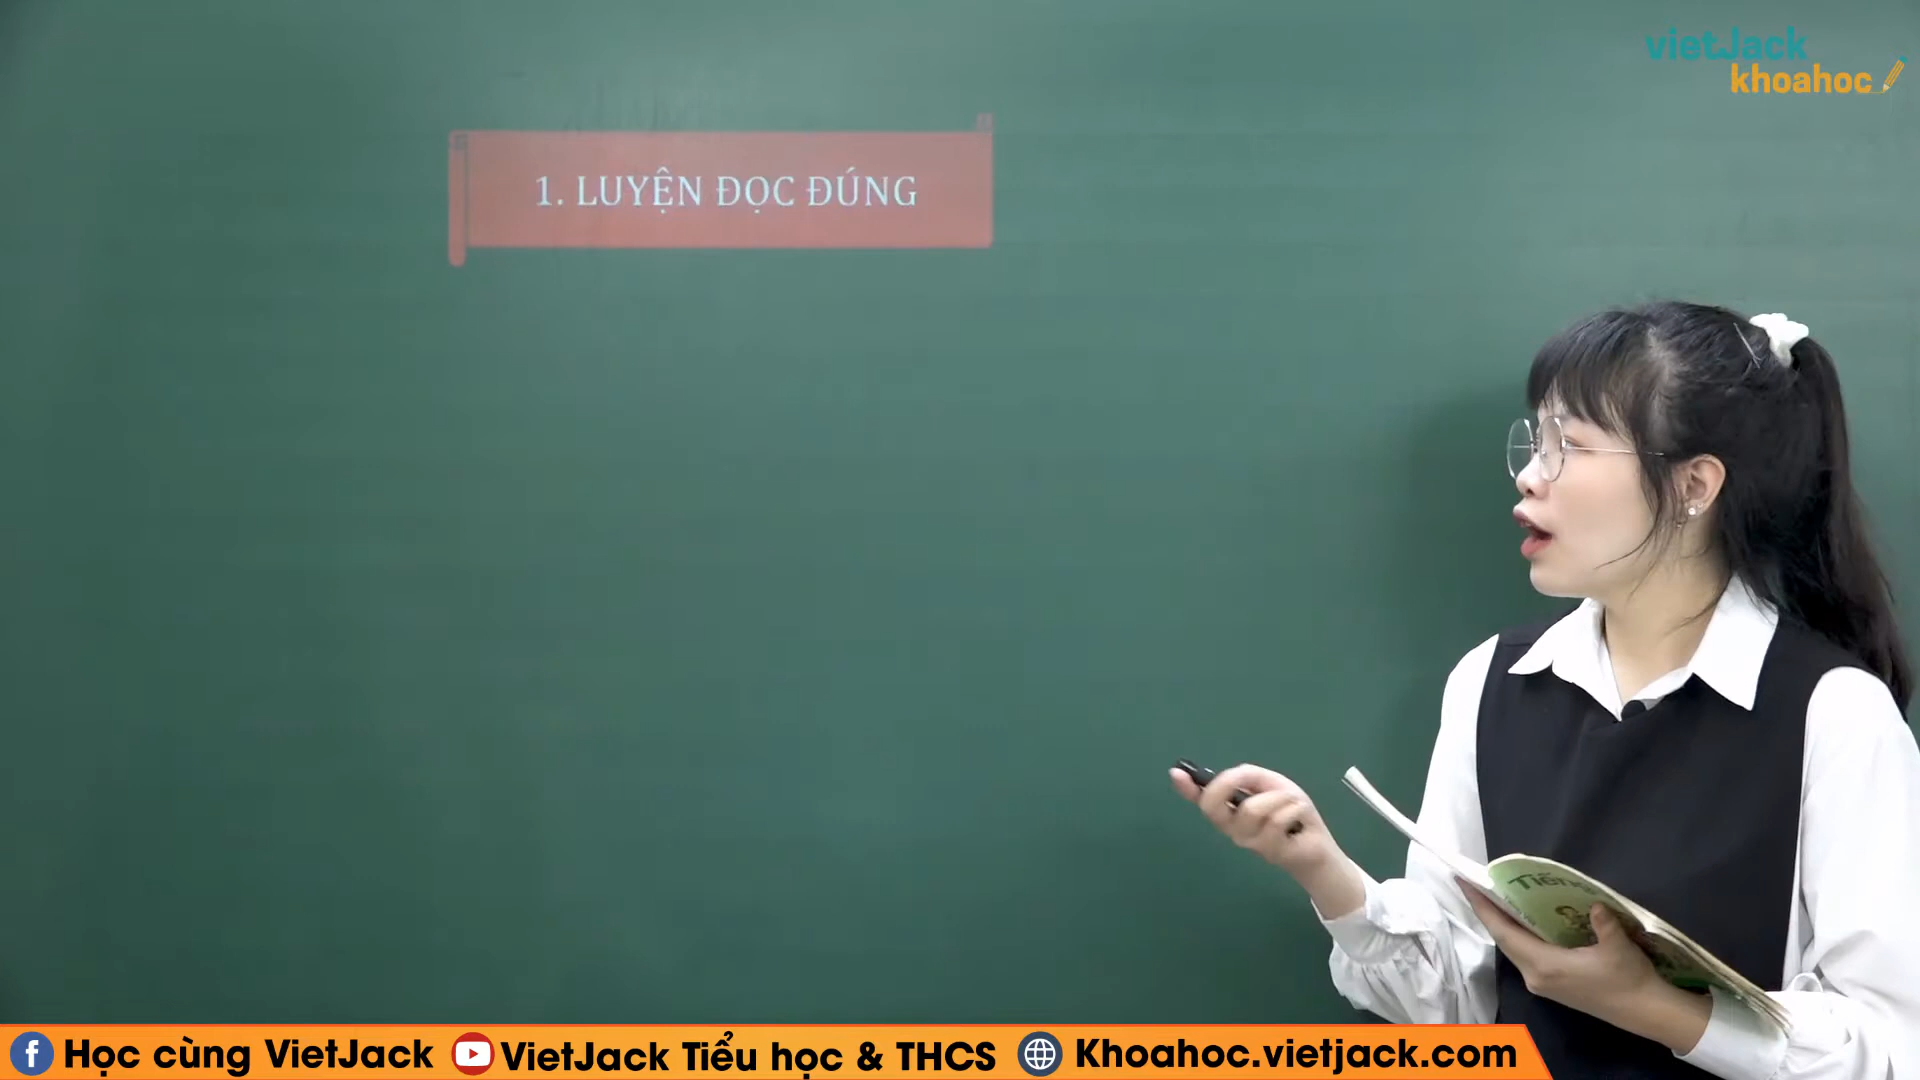 vietJack
khoahoc
1. LUYỆN ĐỌC ĐÚNG
Học cùng VietJack
VietJack Tiểu học & THCS
Khoahoc.vietjack.com